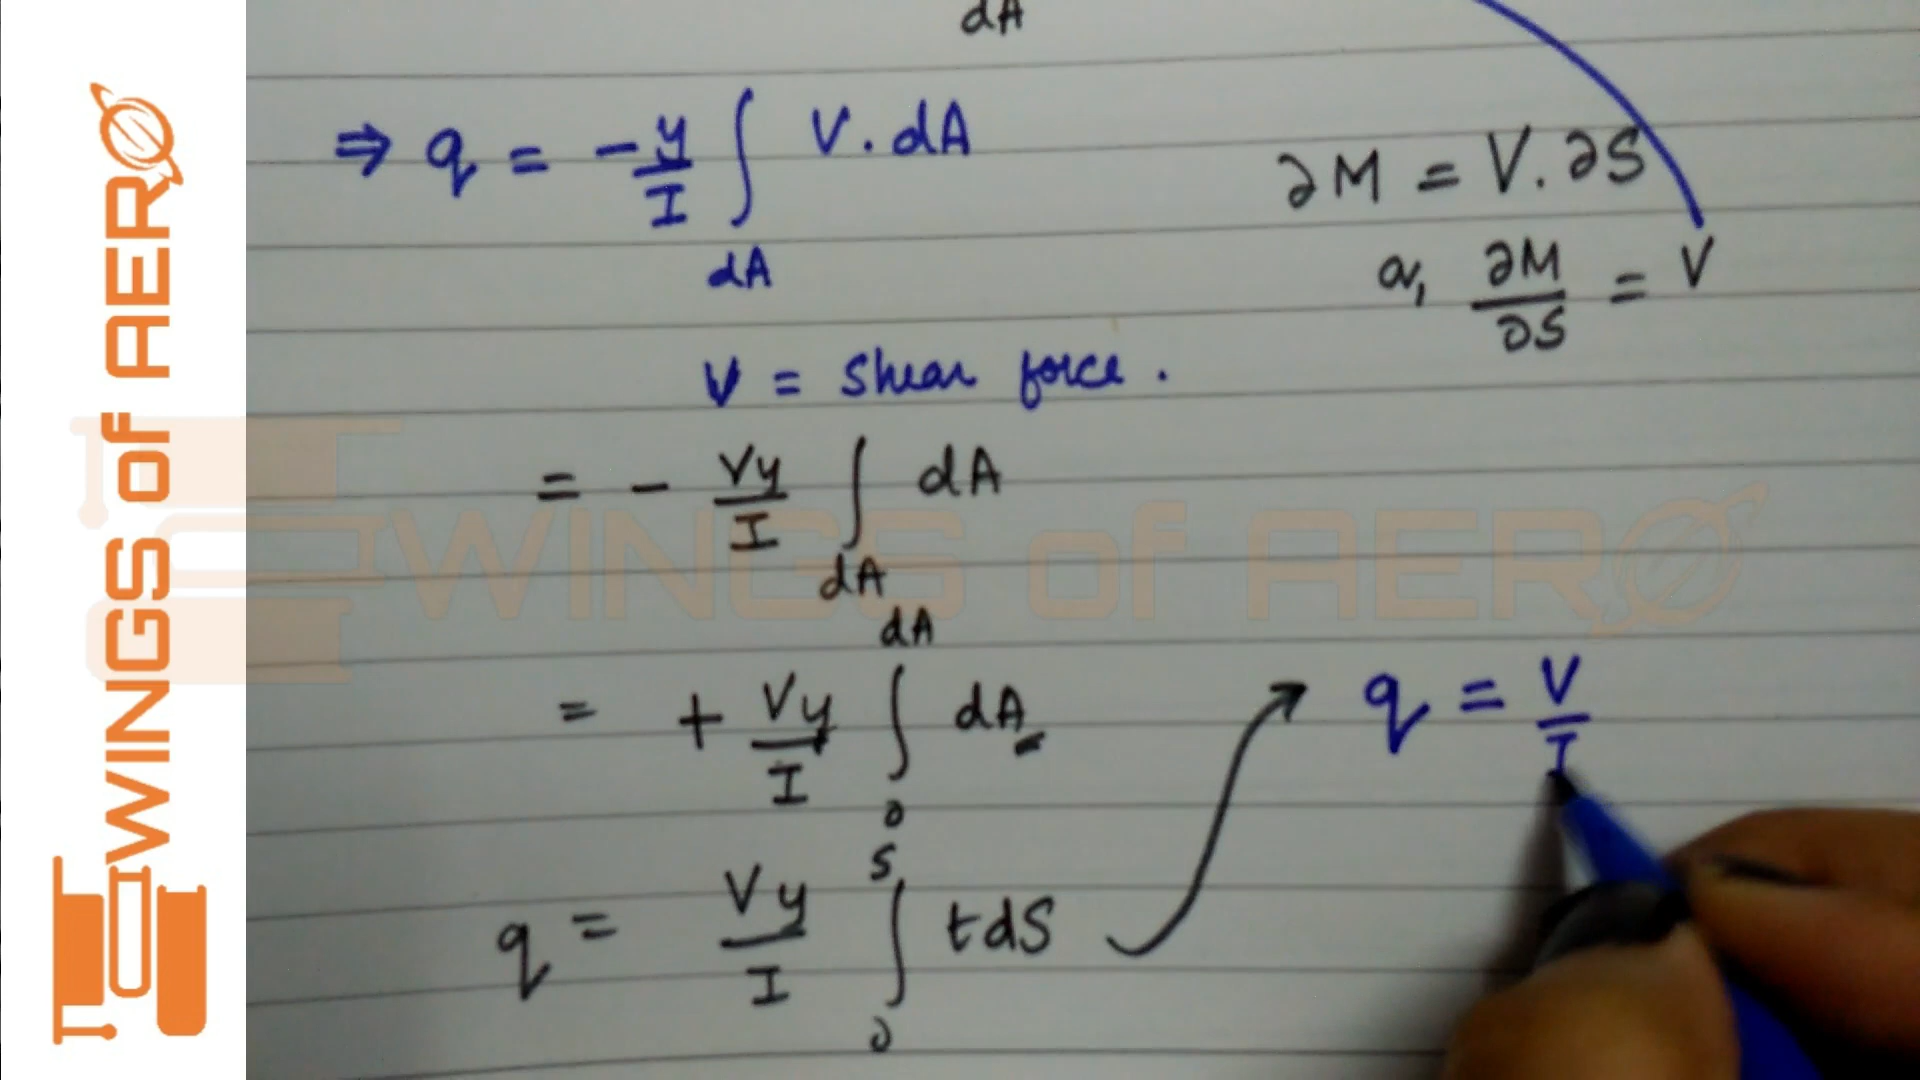 WINGS of AERO
dA
⇒ q = -y/I ∫dA V. dA
∂M = V. ∂S
or, ∂M/∂S = V
V = Shear force.
= - Vy/I ∫dA dA
WINGS of AERO
= + Vy/I ∫0^dA dA
q = Vy/I ∫0^S tdS
q = V/I